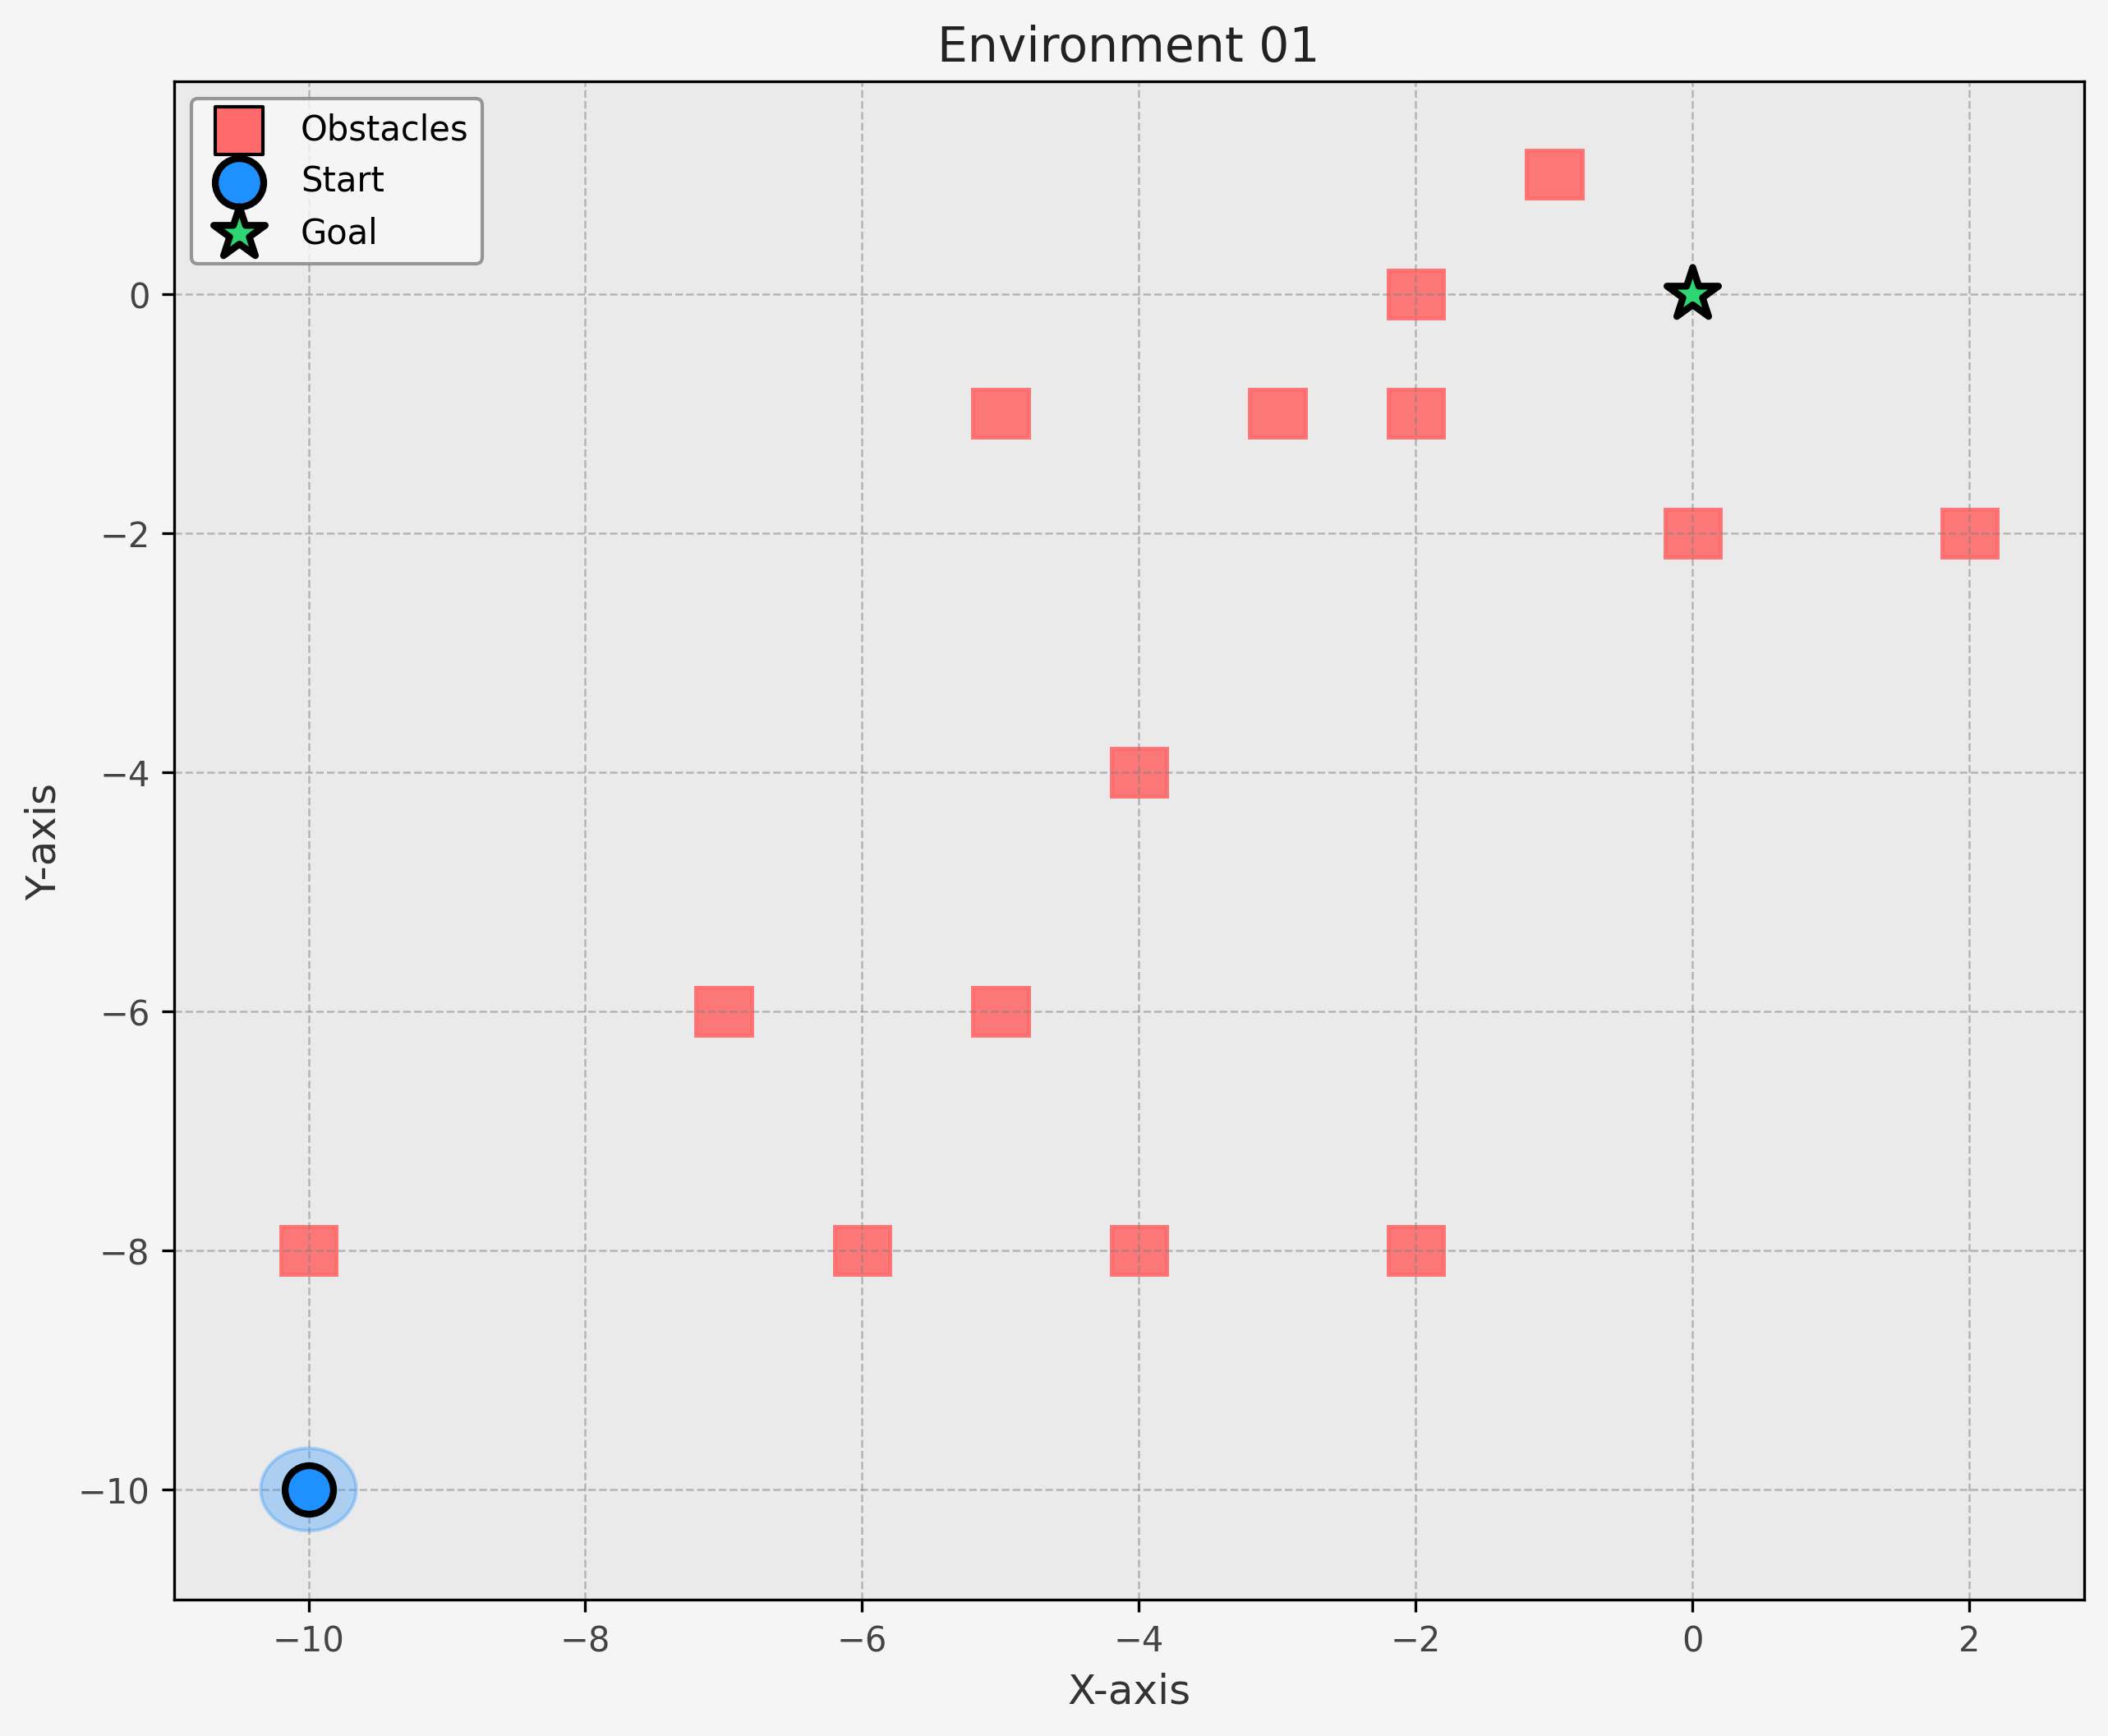 Environment 01
Obstacles
Start
Goal
0
−2
−4
−6
−8
−10
Y-axis
−10 −8 −6 −4 −2 0 2
X-axis